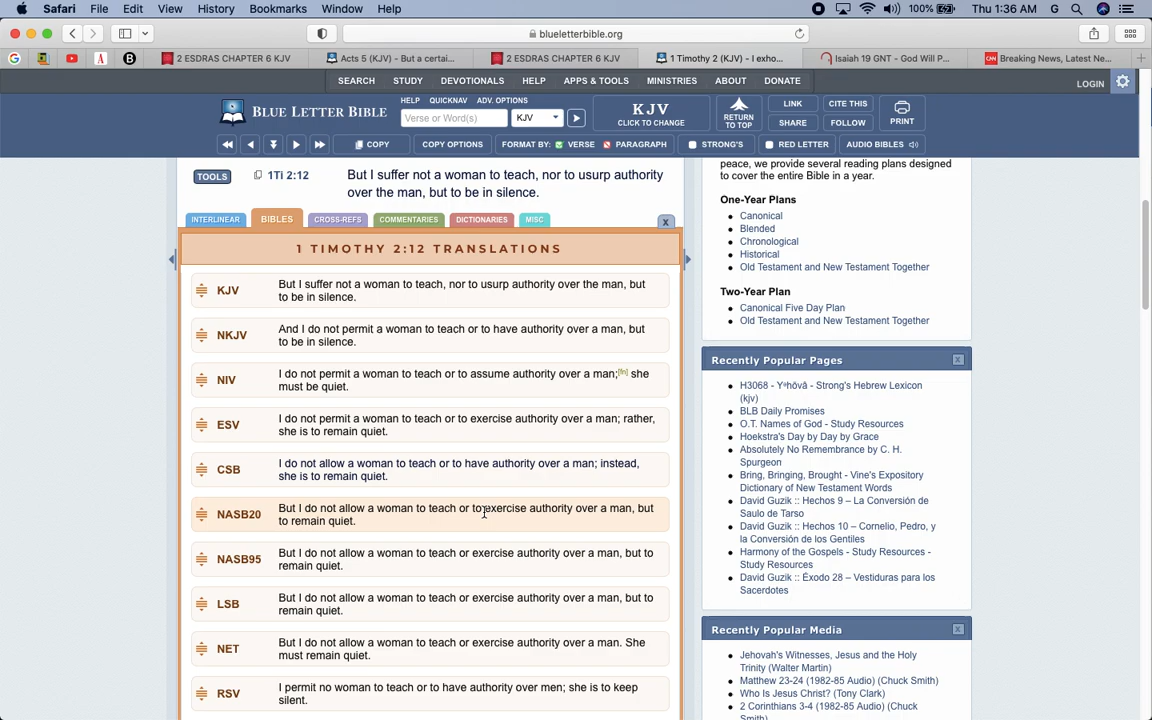 Safari File Edit View History Bookmarks Window Help 100% Thu 1:36 AM G
blueletterbible.org
2 ESDRAS CHAPTER 6 KJV Acts 5 (KJV) - But a certai... 2 ESDRAS CHAPTER 6 KJV 1 Timothy 2 (KJV) - I exho... Isaiah 19 GNT - God Will P... CNN Breaking News, Latest Ne...
SEARCH STUDY DEVOTIONALS HELP APPS & TOOLS MINISTRIES ABOUT DONATE LOGIN
BLUE LETTER BIBLE
HELP QUICKNAV ADV. OPTIONS
Verse or Word(s) KJV
KJV
CLICK TO CHANGE
RETURN
TO TOP
LINK CITE THIS
SHARE FOLLOW
PRINT
COPY COPY OPTIONS FORMAT BY: VERSE PARAGRAPH STRONG'S RED LETTER AUDIO BIBLES
TOOLS 1Ti 2:12 But I suffer not a woman to teach, nor to usurp authority
over the man, but to be in silence.
INTERLINEAR BIBLES CROSS-REFS COMMENTARIES DICTIONARIES MISC X
1 TIMOTHY 2:12 TRANSLATIONS
KJV But I suffer not a woman to teach, nor to usurp authority over the man, but
to be in silence.
NKJV And I do not permit a woman to teach or to have authority over a man, but
to be in silence.
NIV I do not permit a woman to teach or to assume authority over a man;[fn] she
must be quiet.
ESV I do not permit a woman to teach or to exercise authority over a man; rather,
she is to remain quiet.
CSB I do not allow a woman to teach or to have authority over a man; instead,
she is to remain quiet.
NASB20 But I do not allow a woman to teach or to exercise authority over a man, but
to remain quiet.
NASB95 But I do not allow a woman to teach or exercise authority over a man, but to
remain quiet.
LSB But I do not allow a woman to teach or exercise authority over a man, but to
remain quiet.
NET But I do not allow a woman to teach or exercise authority over a man. She
must remain quiet.
RSV I permit no woman to teach or to have authority over men; she is to keep
silent.
peace, we provide several reading plans designed
to cover the entire Bible in a year.
One-Year Plans
Canonical
Blended
Chronological
Historical
Old Testament and New Testament Together
Two-Year Plan
Canonical Five Day Plan
Old Testament and New Testament Together
Recently Popular Pages
H3068 - Yᵊhōvâ - Strong's Hebrew Lexicon
(kjv)
BLB Daily Promises
O.T. Names of God - Study Resources
Hoekstra's Day by Day by Grace
Absolutely No Remembrance by C. H.
Spurgeon
Bring, Bringing, Brought - Vine's Expository
Dictionary of New Testament Words
David Guzik :: Hechos 9 – La Conversión de
Saulo de Tarso
David Guzik :: Hechos 10 – Cornelio, Pedro, y
la Conversión de los Gentiles
Harmony of the Gospels - Study Resources -
Study Resources
David Guzik :: Éxodo 28 – Vestiduras para los
Sacerdotes
Recently Popular Media
Jehovah's Witnesses, Jesus and the Holy
Trinity (Walter Martin)
Matthew 23-24 (1982-85 Audio) (Chuck Smith)
Who Is Jesus Christ? (Tony Clark)
2 Corinthians 3-4 (1982-85 Audio) (Chuck
Smith)